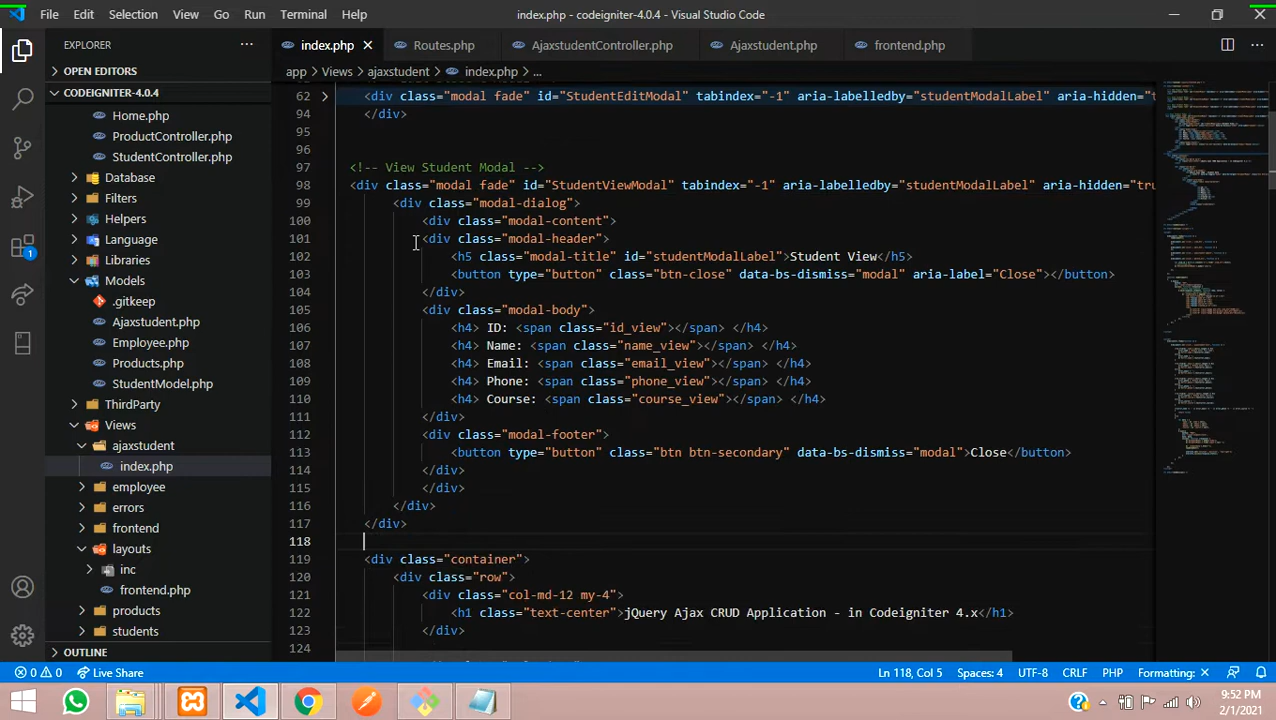 File Edit Selection View Go Run Terminal Help
index.php - codeigniter-4.0.4 - Visual Studio Code
EXPLORER
OPEN EDITORS
CODEIGNITER-4.0.4
Home.php
ProductController.php
StudentController.php
Database
Filters
Helpers
Language
Libraries
Models
.gitkeep
Ajaxstudent.php
Employee.php
Product.php
StudentModel.php
ThirdParty
Views
ajaxstudent
index.php
employee
errors
frontend
layouts
inc
frontend.php
products
students
OUTLINE
index.php Routes.php AjaxstudentController.php Ajaxstudent.php frontend.php
app > Views > ajaxstudent > index.php > ...
62 <div class="modal fade" id="StudentEditModal" tabindex="-1" aria-labelledby="studentModalLabel" aria-hidden="t
94 </div>
95
96
97 <!-- View Student Modal -->
98 <div class="modal fade" id="StudentViewModal" tabindex="-1" aria-labelledby="studentModalLabel" aria-hidden="true"
99 <div class="modal-dialog">
100 <div class="modal-content">
101 <div class="modal-header">
102
103 type="button" class="btn-close" data-bs-dismiss="modal" aria-label="Close"></button>
104 </div>
105 <div class="modal-body">
106 <h4> ID: <span class="id_view"></span> </h4>
107 <h4> Name: <span class="name_view"></span> </h4>
108 <h4> Email: <span class="email_view"></span> </h4>
109 <h4> Phone: <span class="phone_view"></span> </h4>
110 <h4> Course: <span class="course_view"></span> </h4>
111 </div>
112 <div class="modal-footer">
113 <button type="button" class="btn btn-secondary" data-bs-dismiss="modal">Close</button>
114 </div>
115 </div>
116 </div>
117 </div>
118
119 <div class="container">
120 <div class="row">
121 <div class="col-md-12 my-4">
122 <h1 class="text-center">jQuery Ajax CRUD Application - in Codeigniter 4.x</h1>
123 </div>
124
0 0 Live Share
Ln 118, Col 5 Spaces: 4 UTF-8 CRLF PHP Formatting: ×
9:52 PM
2/1/2021